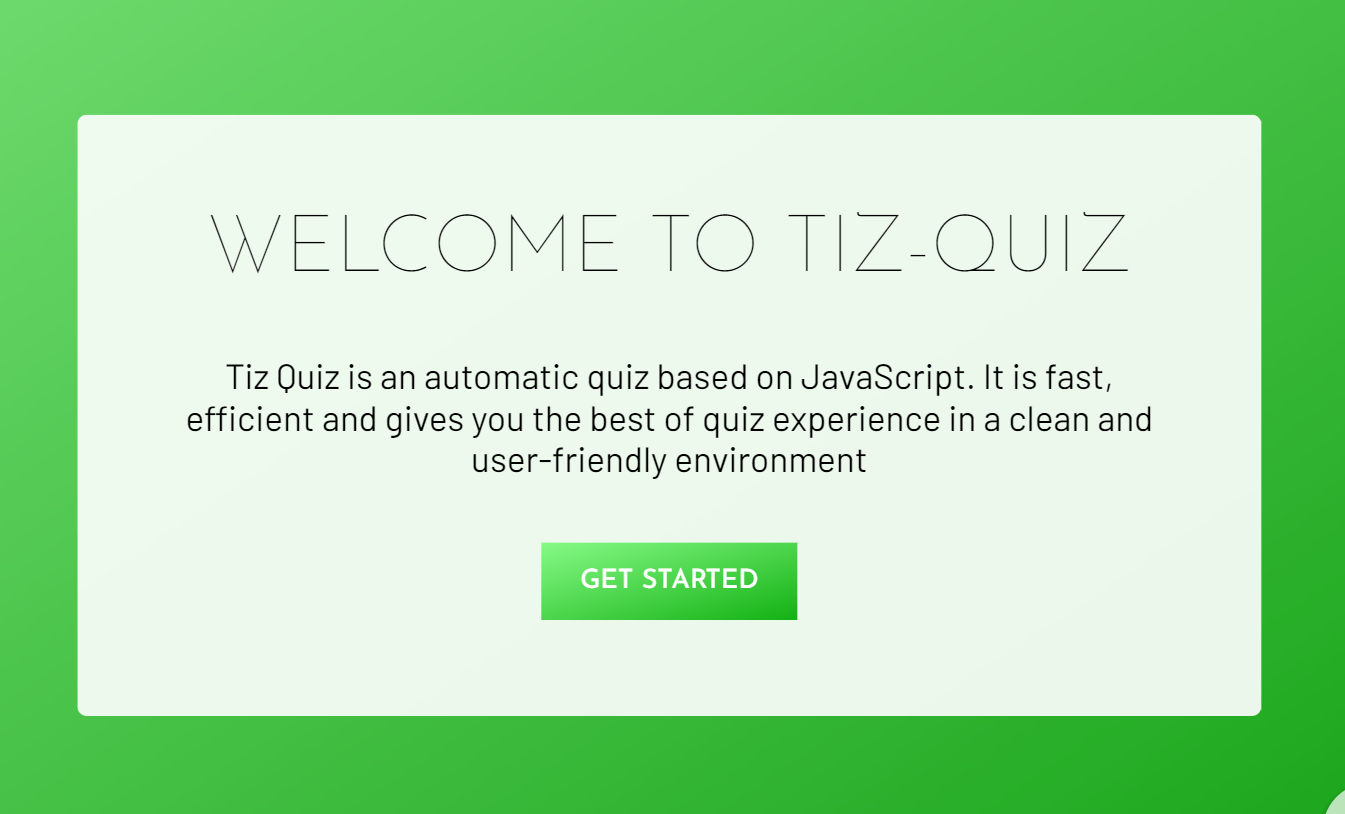 WELCOME TO TIZ-QUIZ
Tiz Quiz is an automatic quiz based on JavaScript. It is fast,
efficient and gives you the best of quiz experience in a clean and
user-friendly environment
GET STARTED